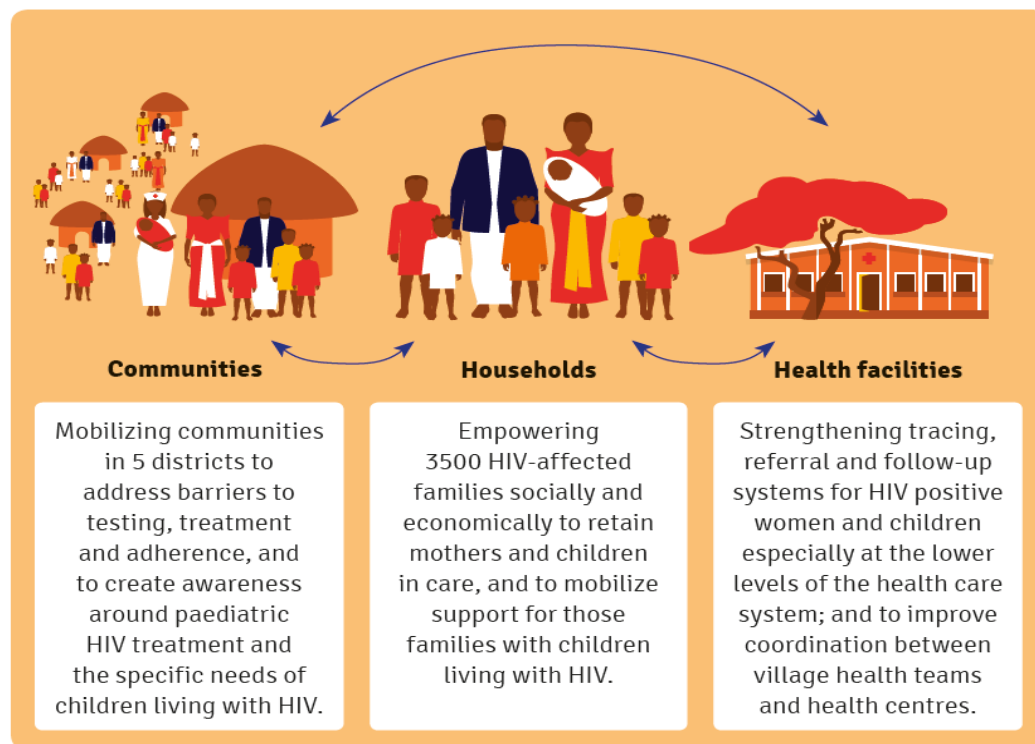 Communities
Mobilizing communities
in 5 districts to
address barriers to
testing, treatment
and adherence, and
to create awareness
around paediatric
HIV treatment and
the specific needs of
children living with HIV.
Households
Empowering
3500 HIV-affected
families socially and
economically to retain
mothers and children
in care, and to mobilize
support for those
families with children
living with HIV.
Health facilities
Strengthening tracing,
referral and follow-up
systems for HIV positive
women and children
especially at the lower
levels of the health care
system; and to improve
coordination between
village health teams
and health centres.